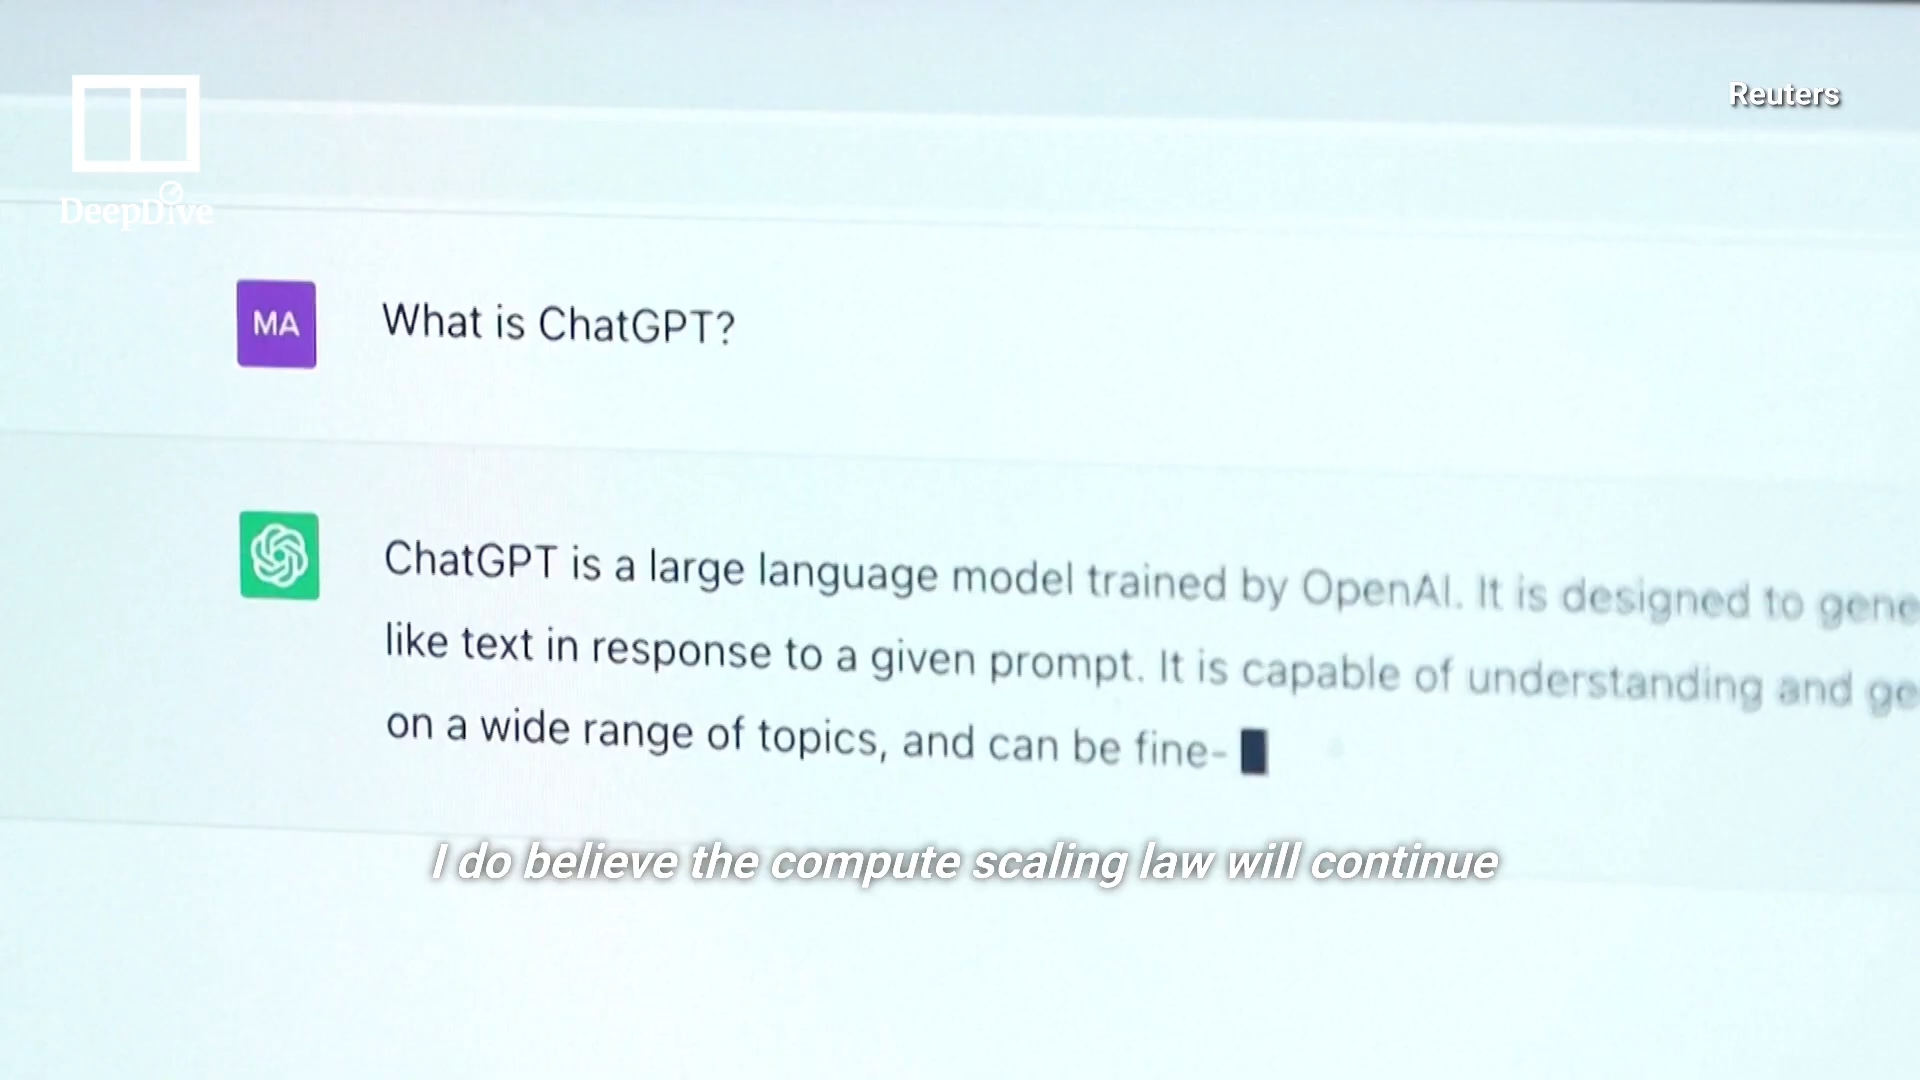 Reuters
DeepDive
MA
What is ChatGPT?
ChatGPT is a large language model trained by OpenAI. It is designed to gene
like text in response to a given prompt. It is capable of understanding and ge
on a wide range of topics, and can be fine-
I do believe the compute scaling law will continue